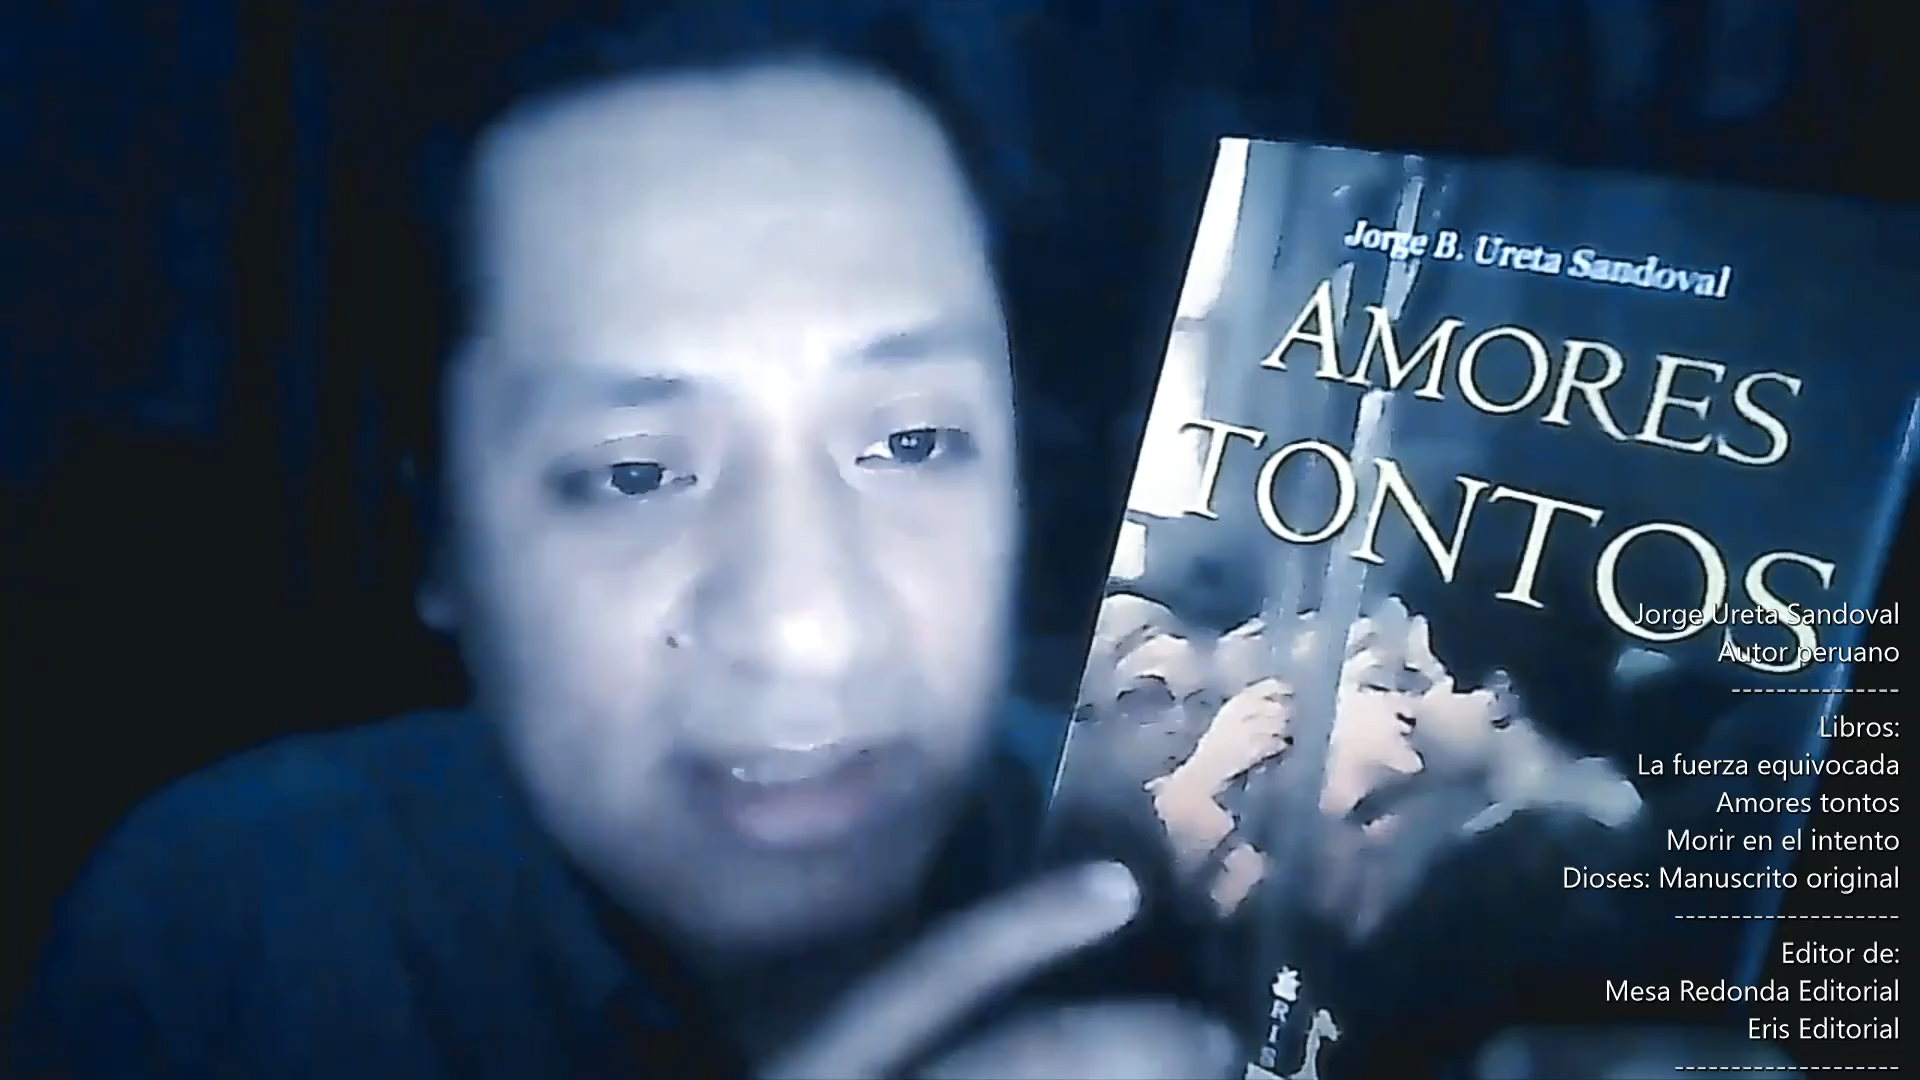 Jorge B. Ureta Sandoval
AMORES
TONTOS
ERIS
Jorge Ureta Sandoval
Autor peruano
---------------
Libros:
La fuerza equivocada
Amores tontos
Morir en el intento
Dioses: Manuscrito original
--------------------
Editor de:
Mesa Redonda Editorial
Eris Editorial
--------------------